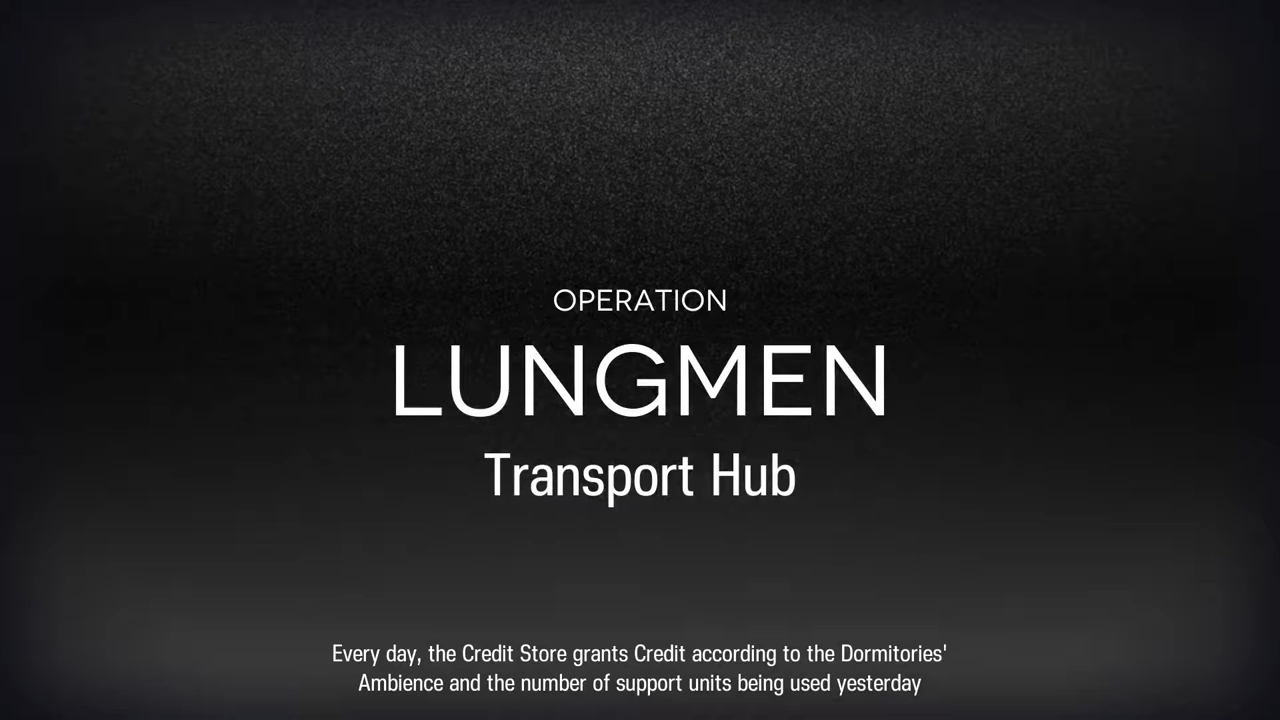 OPERATION
LUNGMEN
Transport Hub
Every day, the Credit Store grants Credit according to the Dormitories'
Ambience and the number of support units being used yesterday